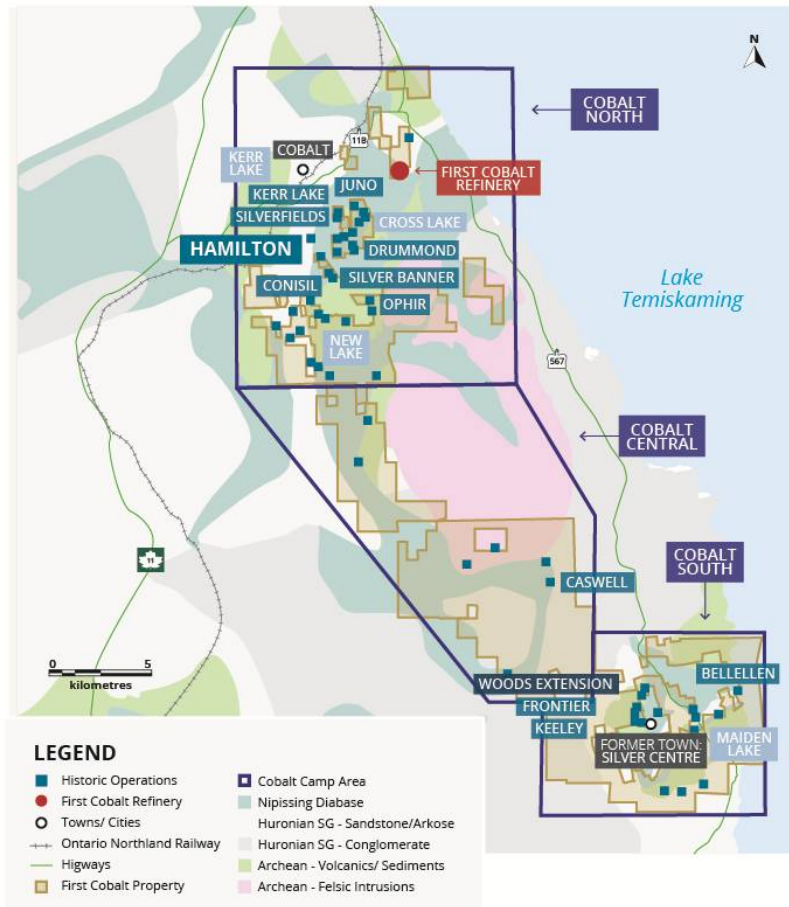 N
COBALT
NORTH
11B
COBALT
KERR
LAKE
FIRST COBALT
REFINERY
JUNO
KERR LAKE
SILVERFIELDS
CROSS LAKE
HAMILTON
DRUMMOND
SILVER BANNER
CONISIL
OPHIR
Lake
Temiskaming
NEW
LAKE
567
COBALT
CENTRAL
11
COBALT
SOUTH
CASWELL
0 5
kilometres
WOODS EXTENSION
BELLELLEN
FRONTIER
KEELEY
FORMER TOWN:
SILVER CENTRE
MAIDEN
LAKE
LEGEND
Historic Operations
First Cobalt Refinery
Towns/ Cities
Ontario Northland Railway
Higways
First Cobalt Property
Cobalt Camp Area
Nipissing Diabase
Huronian SG - Sandstone/Arkose
Huronian SG - Conglomerate
Archean - Volcanics/ Sediments
Archean - Felsic Intrusions